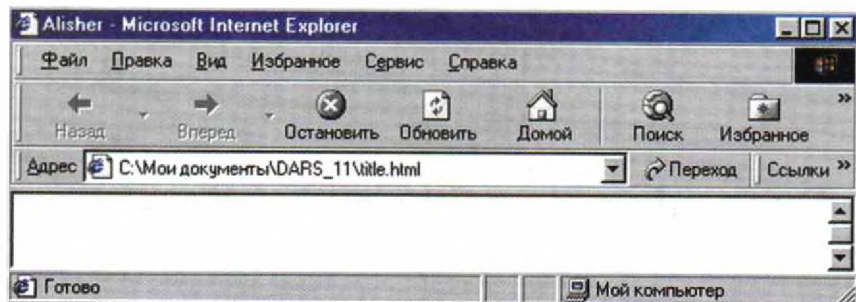 Alisher - Microsoft Internet Explorer
Файл Правка Вид Избранное Сервис Справка
Назад Вперед Остановить Обновить Домой Поиск Избранное »
Адрес C:\Мои документы\DARS_11\title.html Переход Ссылки »
Готово Мой компьютер